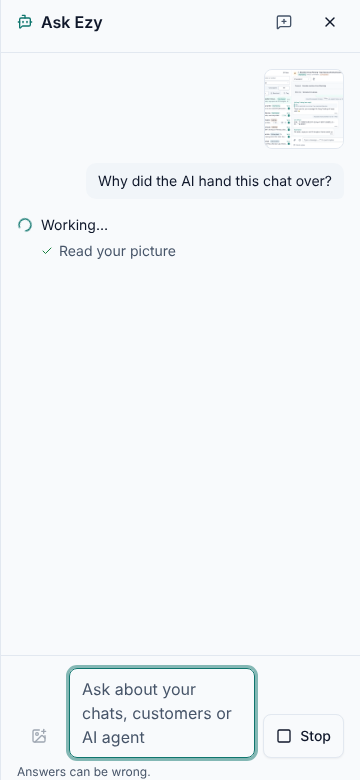 Ask Ezy
Why did the AI hand this chat over?
Working...
Read your picture
Ask about your
chats, customers or
AI agent
Stop
Answers can be wrong.